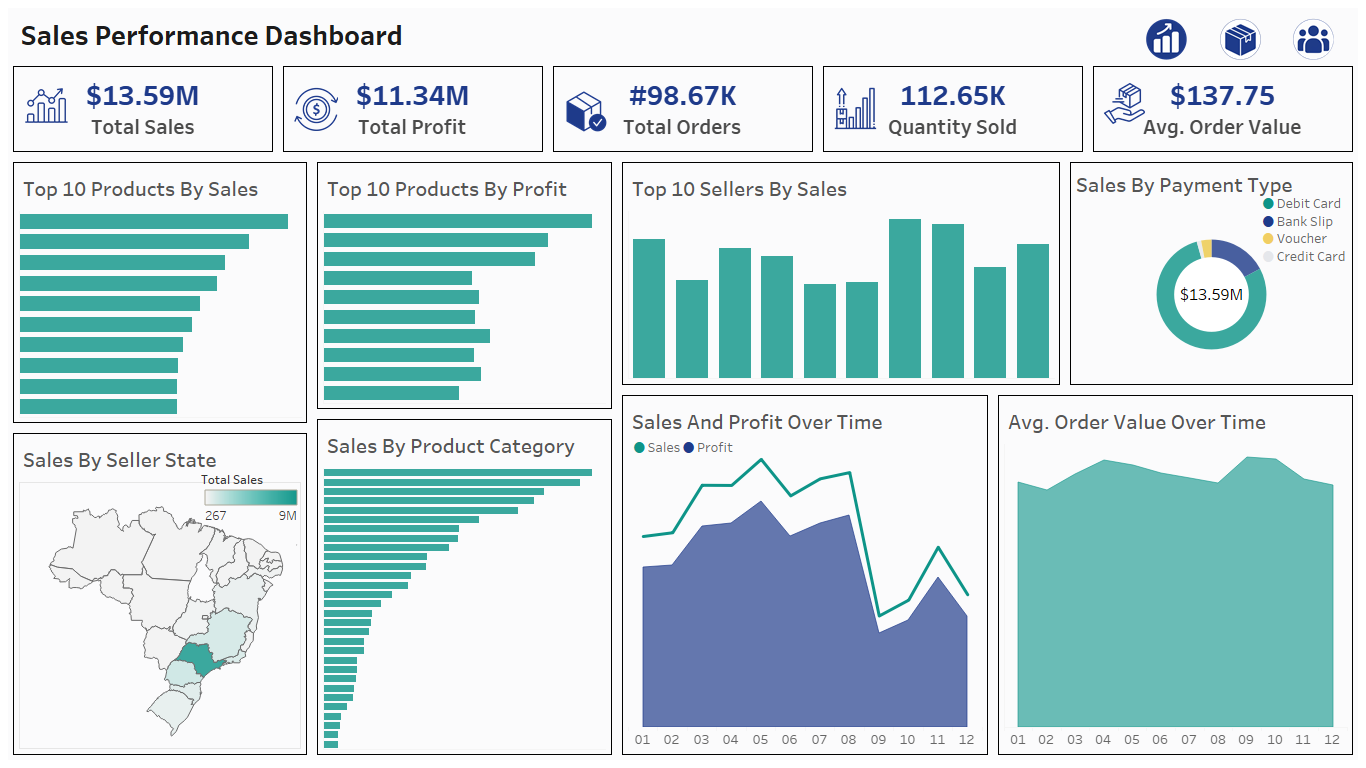 Sales Performance Dashboard
$13.59M
Total Sales
$11.34M
Total Profit
#98.67K
Total Orders
112.65K
Quantity Sold
$137.75
Avg. Order Value
Top 10 Products By Sales
Top 10 Products By Profit
Top 10 Sellers By Sales
Sales By Payment Type
Debit Card
Bank Slip
Voucher
Credit Card
$13.59M
Sales By Seller State
Total Sales
267 9M
Sales By Product Category
Sales And Profit Over Time
Sales Profit
01 02 03 04 05 06 07 08 09 10 11 12
Avg. Order Value Over Time
01 02 03 04 05 06 07 08 09 10 11 12